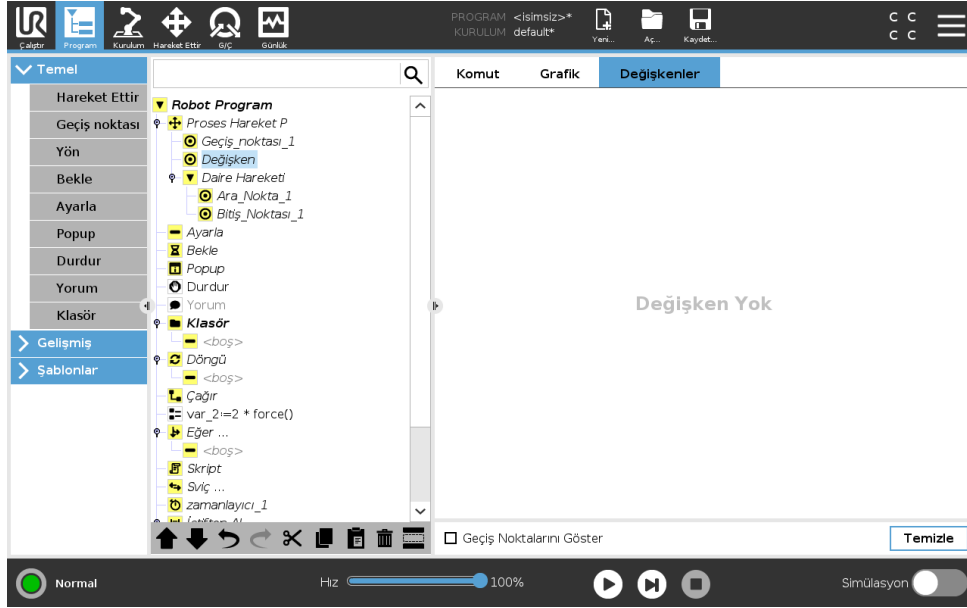 PROGRAM <isimsiz>*
KURULUM default*
Çalıştır
Program
Kurulum
Hareket Ettir
G/Ç
Günlük
Yeni...
Aç...
Kaydet...
C C
C C
Temel
Hareket Ettir
Geçiş noktası
Yön
Bekle
Ayarla
Popup
Durdur
Yorum
Klasör
Gelişmiş
Şablonlar
Robot Program
Proses Hareket P
Geçiş_noktası_1
Değişken
Daire Hareketi
Ara_Nokta_1
Bitiş_Noktası_1
Ayarla
Bekle
Popup
Durdur
Yorum
Klasör
<boş>
Döngü
<boş>
Çağır
var_2:=2 * force()
Eğer ...
<boş>
Skript
Sviç ...
zamanlayıcı_1
İstiften Al
Komut
Grafik
Değişkenler
Değişken Yok
Geçiş Noktalarını Göster
Temizle
Normal
Hız
100%
Simülasyon